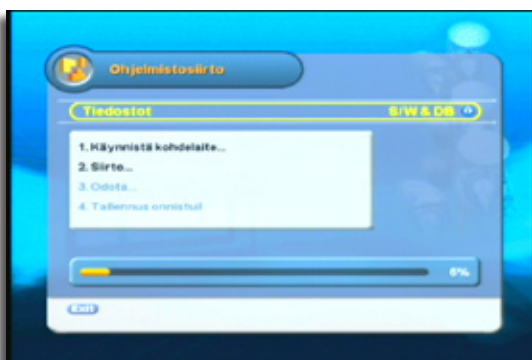 Ohjelmistosiirto
Tiedostot S/W & DB
1. Käynnistä kohdelaite...
2. Siirto...
3. Odota...
4. Tallennus onnistui!
6%
Exit